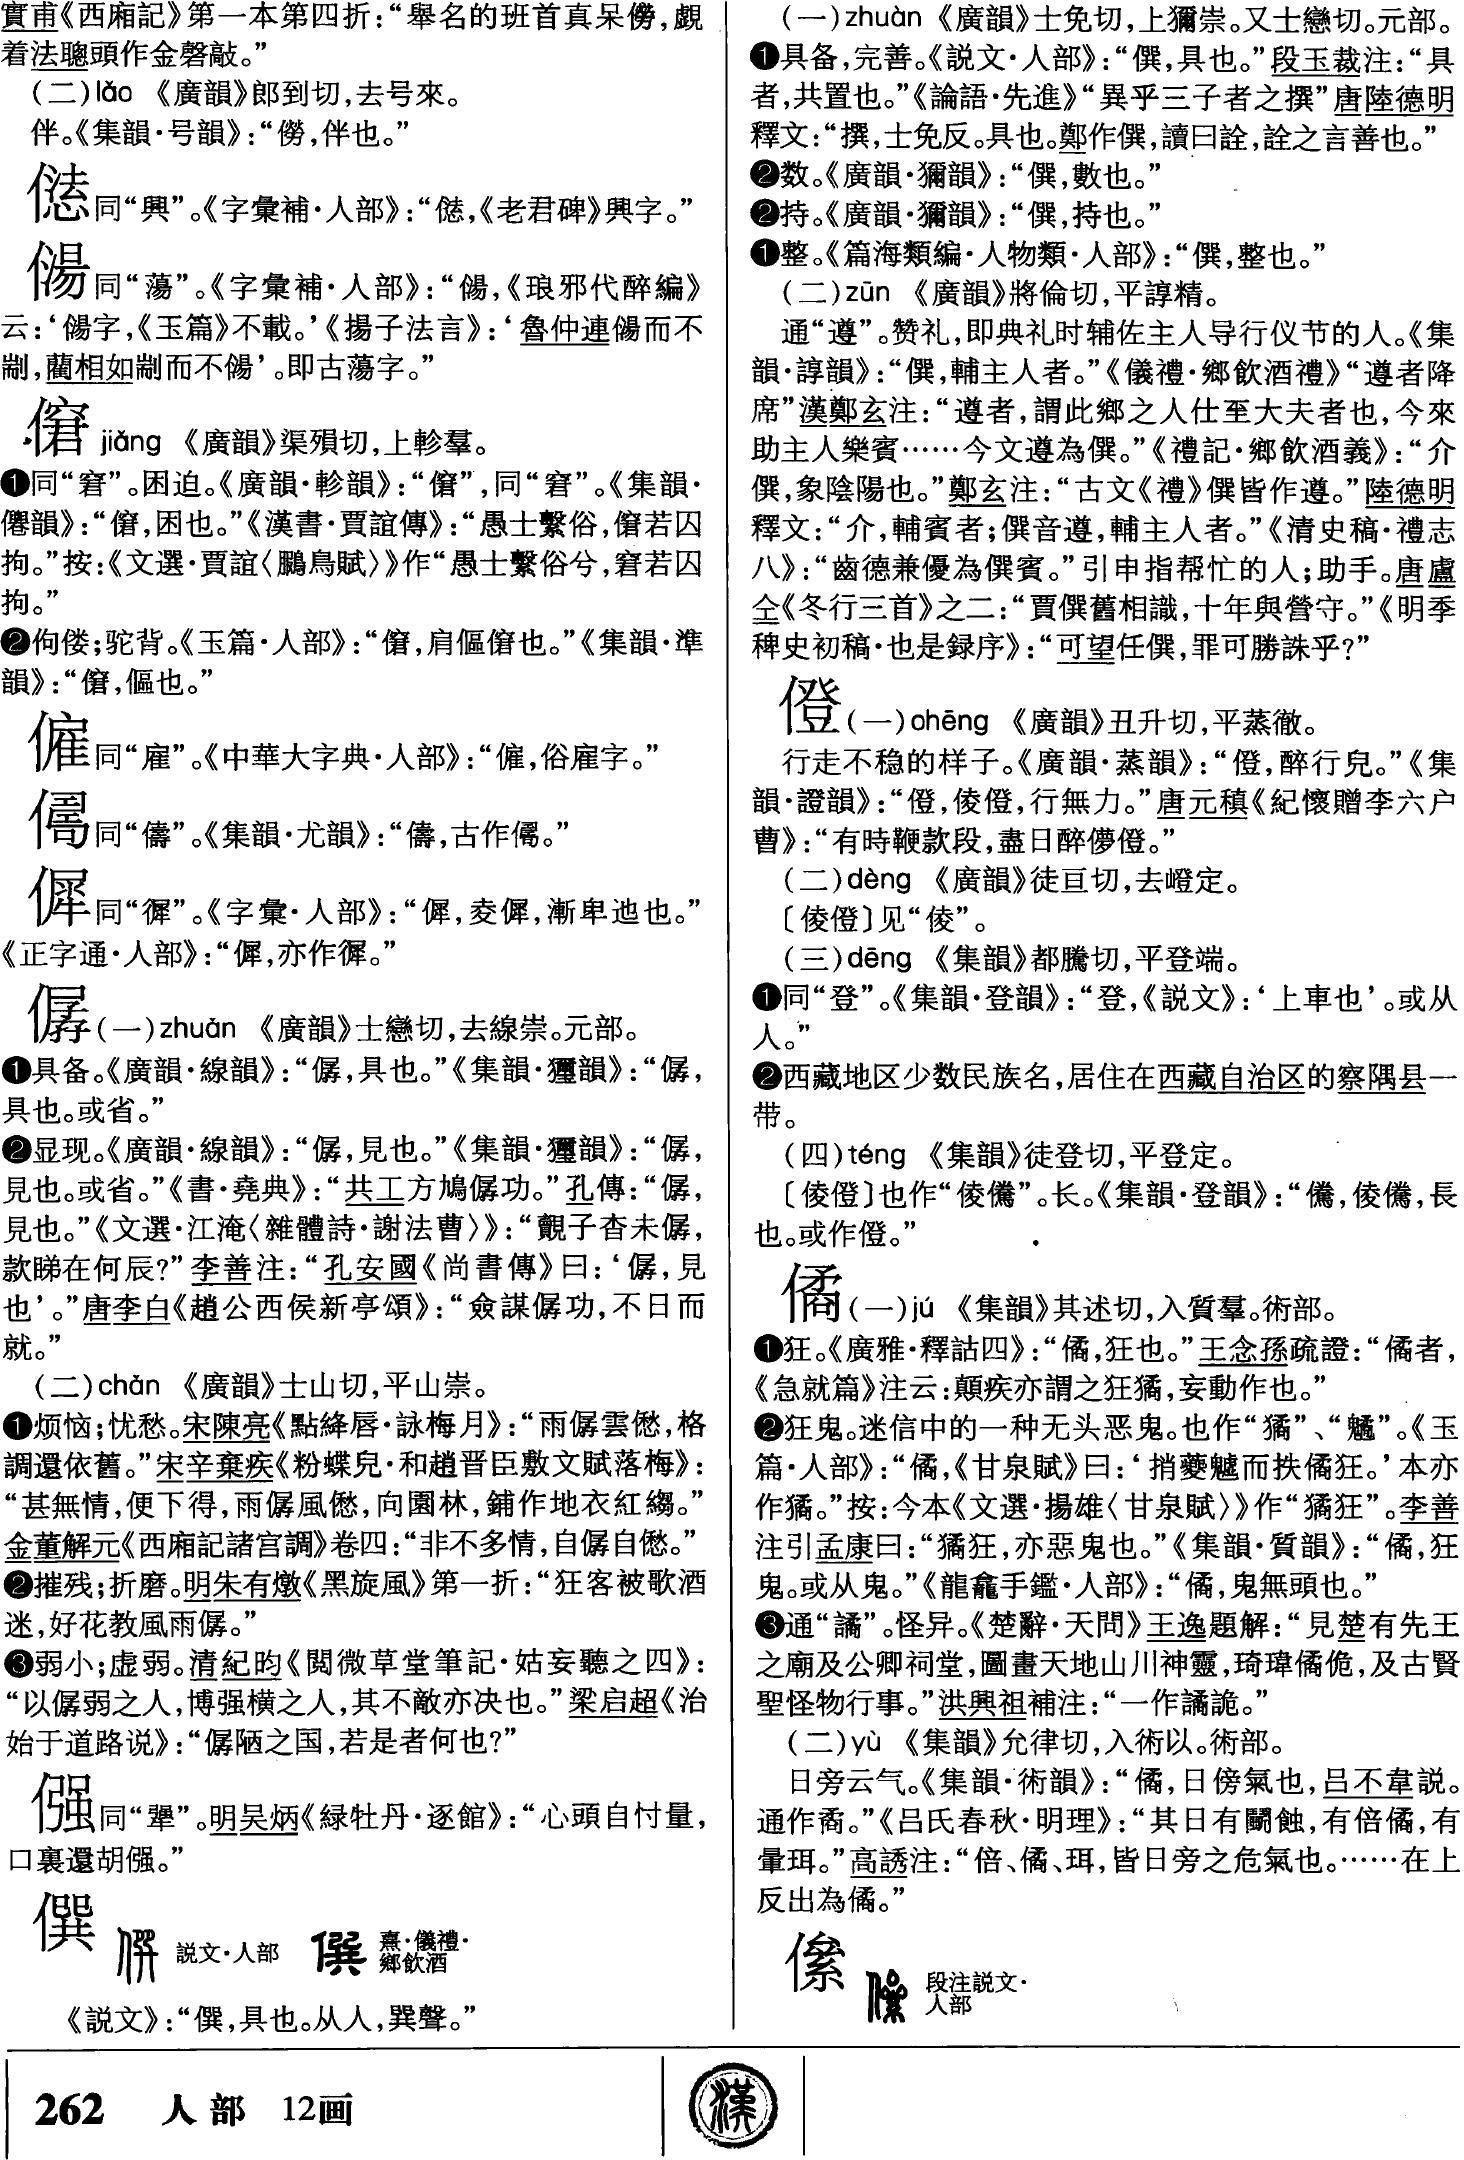 實甫《西廂記》第一本第四折：“舉名的班首真呆僗，覷
着法聰頭作金磬敲。”
（二）lǎo 《廣韻》郎到切，去号來。
伴。《集韻·号韻》：“僗，伴也。”
同“興”。《字彙補·人部》：“，《老君碑》興字。”
同“蕩”。《字彙補·人部》：“，《琅邪代醉編》
云：‘字，《玉篇》不載。’《揚子法言》：‘魯仲連而不
制，藺相如制而不’。即古蕩字。”
僒 jiǒng 《廣韻》渠殞切，上軫羣。
❶同“窘”。困迫。《廣韻·軫韻》：“僒”，同“窘”。《集韻·
僊韻》：“僒，困也。”《漢書·賈誼傳》：“愚士繫俗，僒若囚
拘。”按：《文選·賈誼〈鵩鳥賦〉》作“愚士繫俗兮，窘若囚
拘。”
❷佝偻；驼背。《玉篇·人部》：“僒，肩傴僒也。”《集韻·準
韻》：“僒，傴也。”
僱同“雇”。《中華大字典·人部》：“僱，俗雇字。”
同“儔”。《集韻·尤韻》：“儔，古作。”
同“徲”。《字彙·人部》：“，夌，漸卑迆也。”
《正字通·人部》：“，亦作徲。”
僝（一）zhuàn 《廣韻》士戀切，去線崇。元部。
❶具备。《廣韻·線韻》：“僝，具也。”《集韻·獮韻》：“僝，
具也。或省。”
❷显现。《廣韻·線韻》：“僝，見也。”《集韻·獮韻》：“僝，
見也。或省。”《書·堯典》：“共工方鳩僝功。”孔傳：“僝，
見也。”《文選·江淹〈雜體詩·謝法曹〉》：“覿子杳未僝，
款睇在何辰？”李善注：“孔安國《尚書傳》曰：‘僝，見
也’。”唐李白《趙公西侯新亭頌》：“僉謀僝功，不日而
就。”
（二）chán 《廣韻》士山切，平山崇。
❶烦恼；忧愁。宋陳亮《點絳唇·詠梅月》：“雨僝雲僽，格
調還依舊。”宋辛棄疾《粉蝶兒·和趙晋臣敷文賦落梅》：
“甚無情，便下得，雨僝風僽，向園林，鋪作地衣紅縐。”
金董解元《西廂記諸宫調》卷四：“非不多情，自僝自僽。”
❷摧残；折磨。明朱有燉《黑旋風》第一折：“狂客被歌酒
迷，好花教風雨僝。”
❸弱小；虚弱。清紀昀《閲微草堂筆記·姑妄聽之四》：
“以僝弱之人，博强横之人，其不敵亦决也。”梁启超《治
始于道路说》：“僝陋之国，若是者何也？”
同“犟”。明吴炳《緑牡丹·逐館》：“心頭自忖量，
口裏還胡。”
僎 説文·人部 熹·儀禮·
鄉飲酒
《説文》：“僎，具也。从人，巽聲。”
（一）zhuàn 《廣韻》士免切，上獮崇。又士戀切。元部。
❶具备，完善。《説文·人部》：“僎，具也。”段玉裁注：“具
者，共置也。”《論語·先進》“異乎三子者之撰”唐陸德明
釋文：“撰，士免反。具也。鄭作僎，讀曰詮，詮之言善也。”
❷数。《廣韻·獮韻》：“僎，數也。”
❷持。《廣韻·獮韻》：“僎，持也。”
❶整。《篇海類編·人物類·人部》：“僎，整也。”
（二）zūn 《廣韻》將倫切，平諄精。
通“遵”。赞礼，即典礼时辅佐主人导行仪节的人。《集
韻·諄韻》：“僎，輔主人者。”《儀禮·鄉飲酒禮》“遵者降
席”漢鄭玄注：“遵者，謂此鄉之人仕至大夫者也，今來
助主人樂賓……今文遵為僎。”《禮記·鄉飲酒義》：“介
僎，象陰陽也。”鄭玄注：“古文《禮》僎皆作遵。”陸德明
釋文：“介，輔賓者；僎音遵，輔主人者。”《清史稿·禮志
八》：“齒德兼優為僎賓。”引申指帮忙的人；助手。唐盧
仝《冬行三首》之二：“賈僎舊相識，十年與營守。”《明季
稗史初稿·也是録序》：“可望任僎，罪可勝誅乎？”
僜（一）chēng 《廣韻》丑升切，平蒸徹。
行走不稳的样子。《廣韻·蒸韻》：“僜，醉行皃。”《集
韻·證韻》：“僜，倰僜，行無力。”唐元稹《紀懷贈李六户
曹》：“有時鞭款段，盡日醉儚僜。”
（二）dèng 《廣韻》徒亘切，去嶝定。
〔倰僜〕见“倰”。
（三）dēng 《集韻》都騰切，平登端。
❶同“登”。《集韻·登韻》：“登，《説文》：‘上車也’。或从
人。”
❷西藏地区少数民族名，居住在西藏自治区的察隅县一
带。
（四）téng 《集韻》徒登切，平登定。
〔倰僜〕也作“倰儯”。长。《集韻·登韻》：“儯，倰儯，長
也。或作僜。”
僪（一）jú 《集韻》其述切，入質羣。術部。
❶狂。《廣雅·釋詁四》：“僪，狂也。”王念孫疏證：“僪者，
《急就篇》注云：顛疾亦謂之狂獝，妄動作也。”
❷狂鬼。迷信中的一种无头恶鬼。也作“獝”、“魖”。《玉
篇·人部》：“僪，《甘泉賦》曰：‘捎夔魖而抶僪狂。’本亦
作獝。”按：今本《文選·揚雄〈甘泉賦〉》作“獝狂”。李善
注引孟康曰：“獝狂，亦惡鬼也。”《集韻·質韻》：“僪，狂
鬼。或从鬼。”《龍龕手鑑·人部》：“僪，鬼無頭也。”
❸通“譎”。怪异。《楚辭·天問》王逸題解：“見楚有先王
之廟及公卿祠堂，圖畫天地山川神靈，琦瑋僪佹，及古賢
聖怪物行事。”洪興祖補注：“一作譎詭。”
（二）yù 《集韻》允律切，入術以。術部。
日旁云气。《集韻·術韻》：“僪，日傍氣也，吕不韋説。
通作矞。”《吕氏春秋·明理》：“其日有鬭蝕，有倍僪，有
暈珥。”高誘注：“倍、僪、珥，皆日旁之危氣也。……在上
反出為僪。”
 段注説文·
人部
262 人部 12画
漢